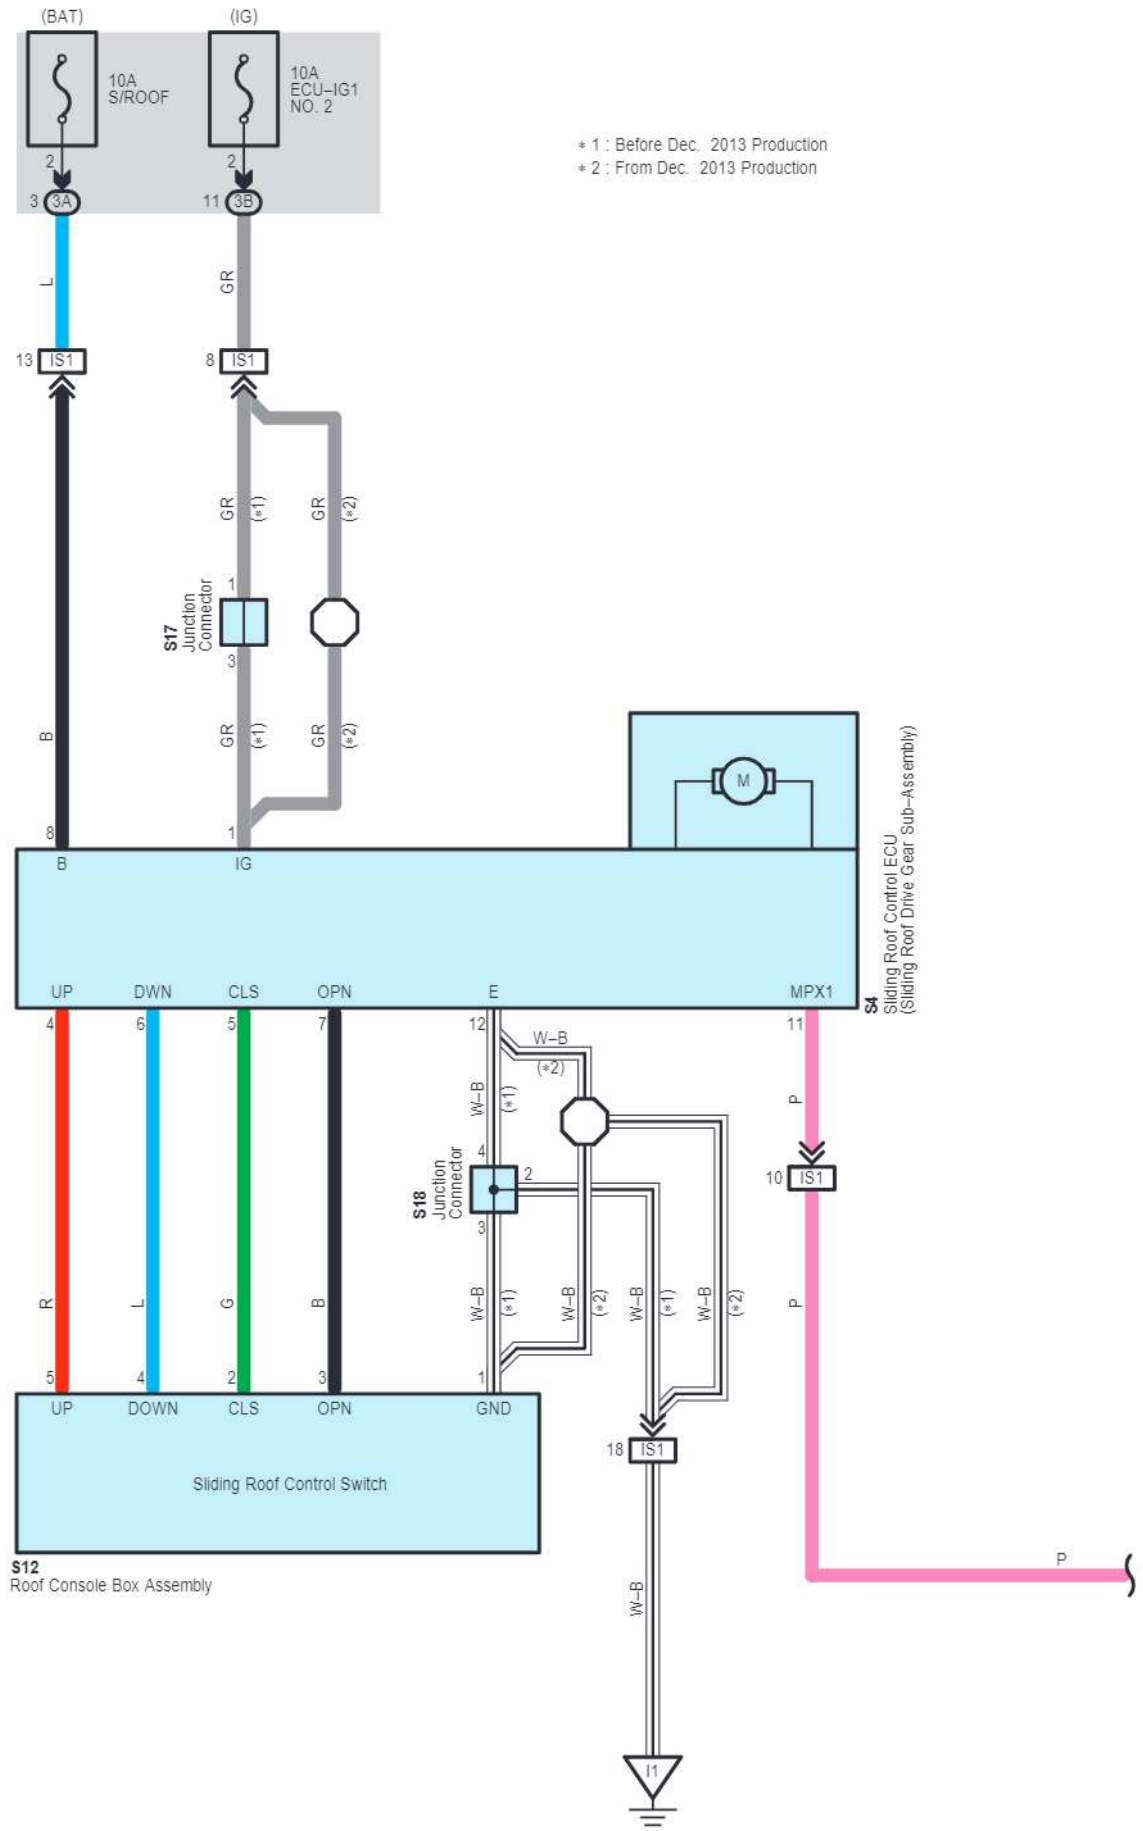 (BAT)
(IG)
10A
S/ROOF
10A
ECU–IG1
NO. 2
∗ 1 : Before Dec. 2013 Production
∗ 2 : From Dec. 2013 Production
2
2
3
3A
11
3B
L
GR
13
IS1
8
IS1
GR
(∗1)
GR
(∗2)
1
S17
Junction
Connector
3
B
GR
(∗1)
GR
(∗2)
M
8
1
B
IG
S4
Sliding Roof Control ECU
(Sliding Roof Drive Gear Sub–Assembly)
UP
DWN
CLS
OPN
E
MPX1
4
6
5
7
12
11
W–B
(∗2)
W–B
(∗1)
P
4
2
10
IS1
S18
Junction
Connector
3
R
L
G
B
W–B
(∗1)
W–B
(∗2)
W–B
(∗1)
W–B
(∗2)
P
5
4
2
3
1
UP
DOWN
CLS
OPN
GND
18
IS1
Sliding Roof Control Switch
S12
Roof Console Box Assembly
P
W–B
I1